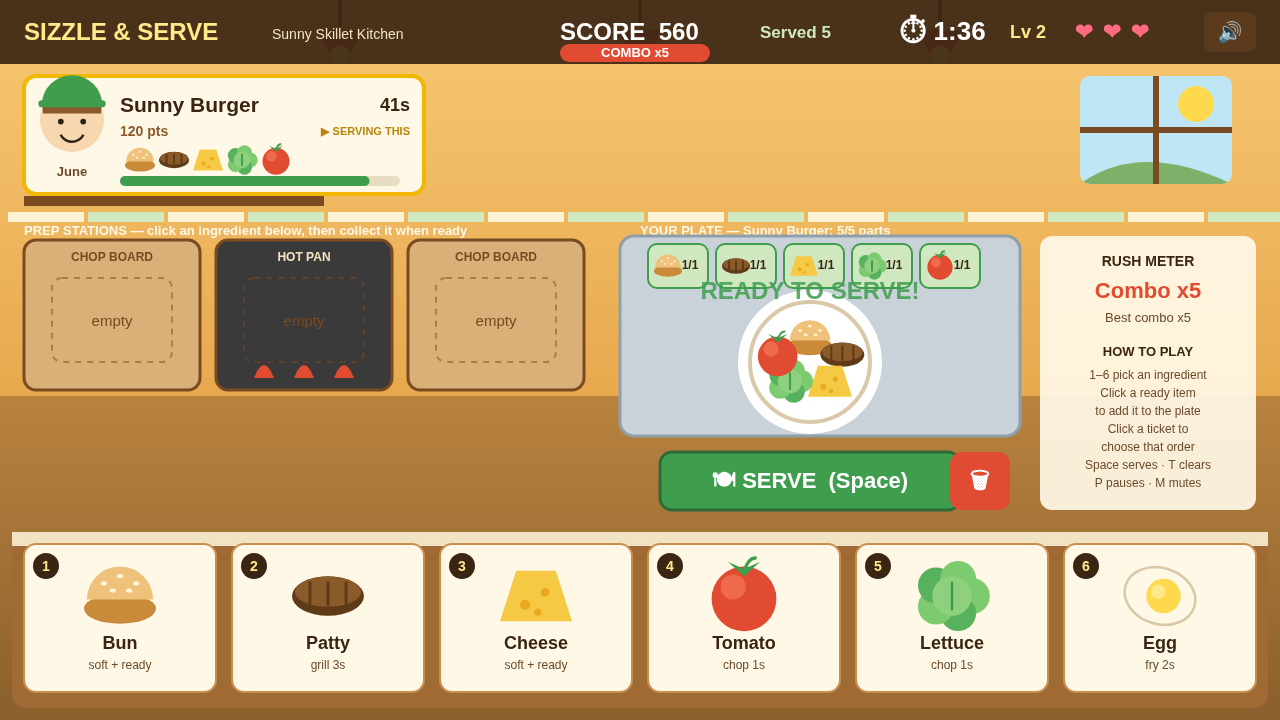 SIZZLE & SERVE
Sunny Skillet Kitchen
SCORE 560
COMBO x5
Served 5
1:36
Lv 2
Sunny Burger
41s
120 pts
▶ SERVING THIS
June
PREP STATIONS — click an ingredient below, then collect it when ready
CHOP BOARD
empty
HOT PAN
empty
CHOP BOARD
empty
YOUR PLATE — Sunny Burger: 5/5 parts
1/1
1/1
1/1
1/1
1/1
READY TO SERVE!
SERVE (Space)
RUSH METER
Combo x5
Best combo x5
HOW TO PLAY
1–6 pick an ingredient
Click a ready item
to add it to the plate
Click a ticket to
choose that order
Space serves · T clears
P pauses · M mutes
1
Bun
soft + ready
2
Patty
grill 3s
3
Cheese
soft + ready
4
Tomato
chop 1s
5
Lettuce
chop 1s
6
Egg
fry 2s